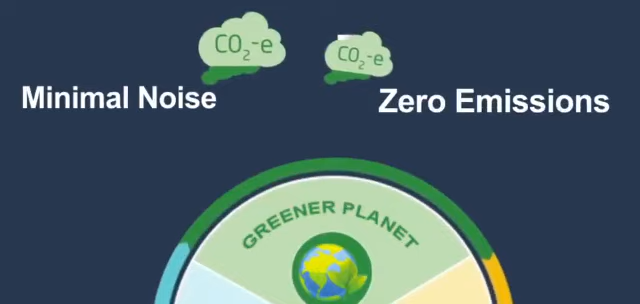 CO₂-e
CO₂-e
Minimal Noise
Zero Emissions
GREENER PLANET